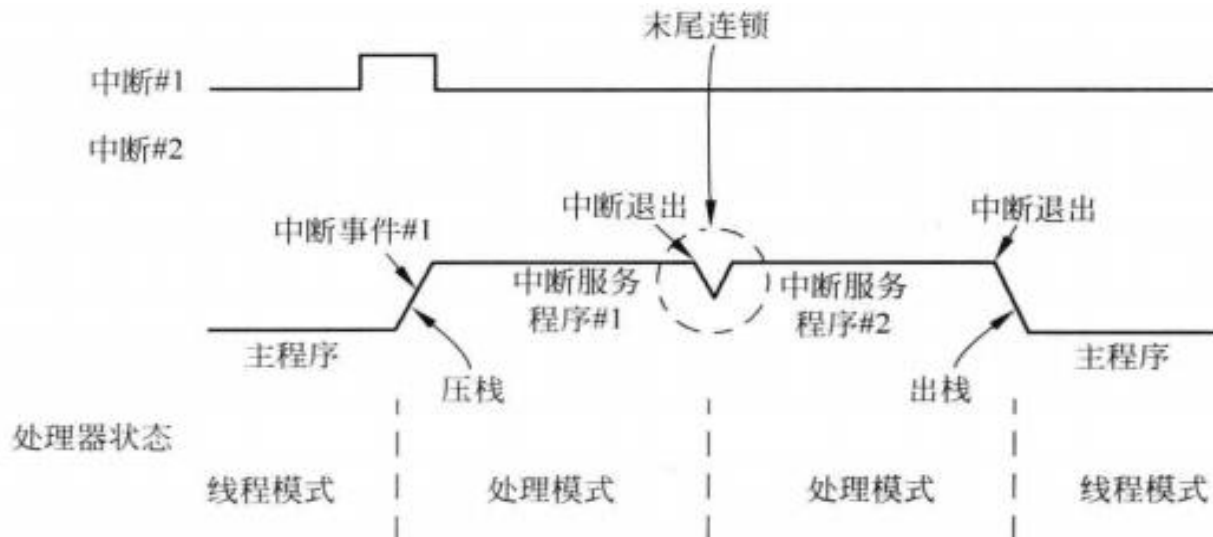 末尾连锁
中断#1
中断#2
中断退出
中断退出
中断事件#1
中断服务
程序#1
中断服务
程序#2
主程序
压栈
出栈
主程序
处理器状态
线程模式
处理模式
处理模式
线程模式